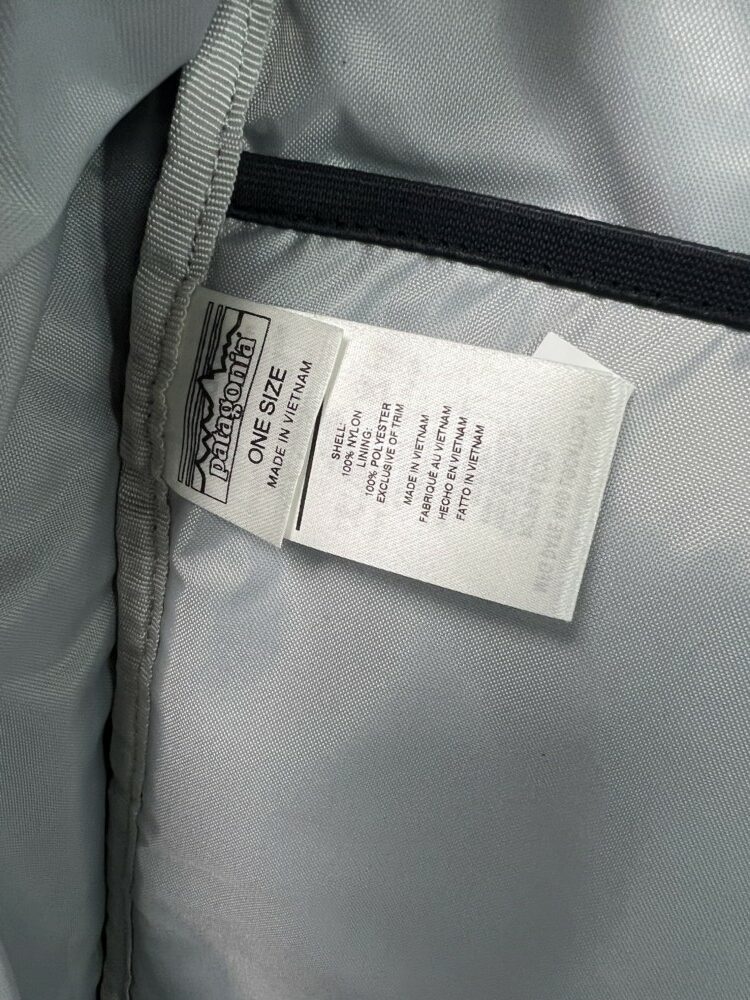 patagonia®
ONE SIZE
MADE IN VIETNAM
SHELL:
100% NYLON
LINING:
100% POLYESTER
EXCLUSIVE OF TRIM
MADE IN VIETNAM
FABRIQUÉ AU VIETNAM
HECHO EN VIETNAM
FATTO IN VIETNAM